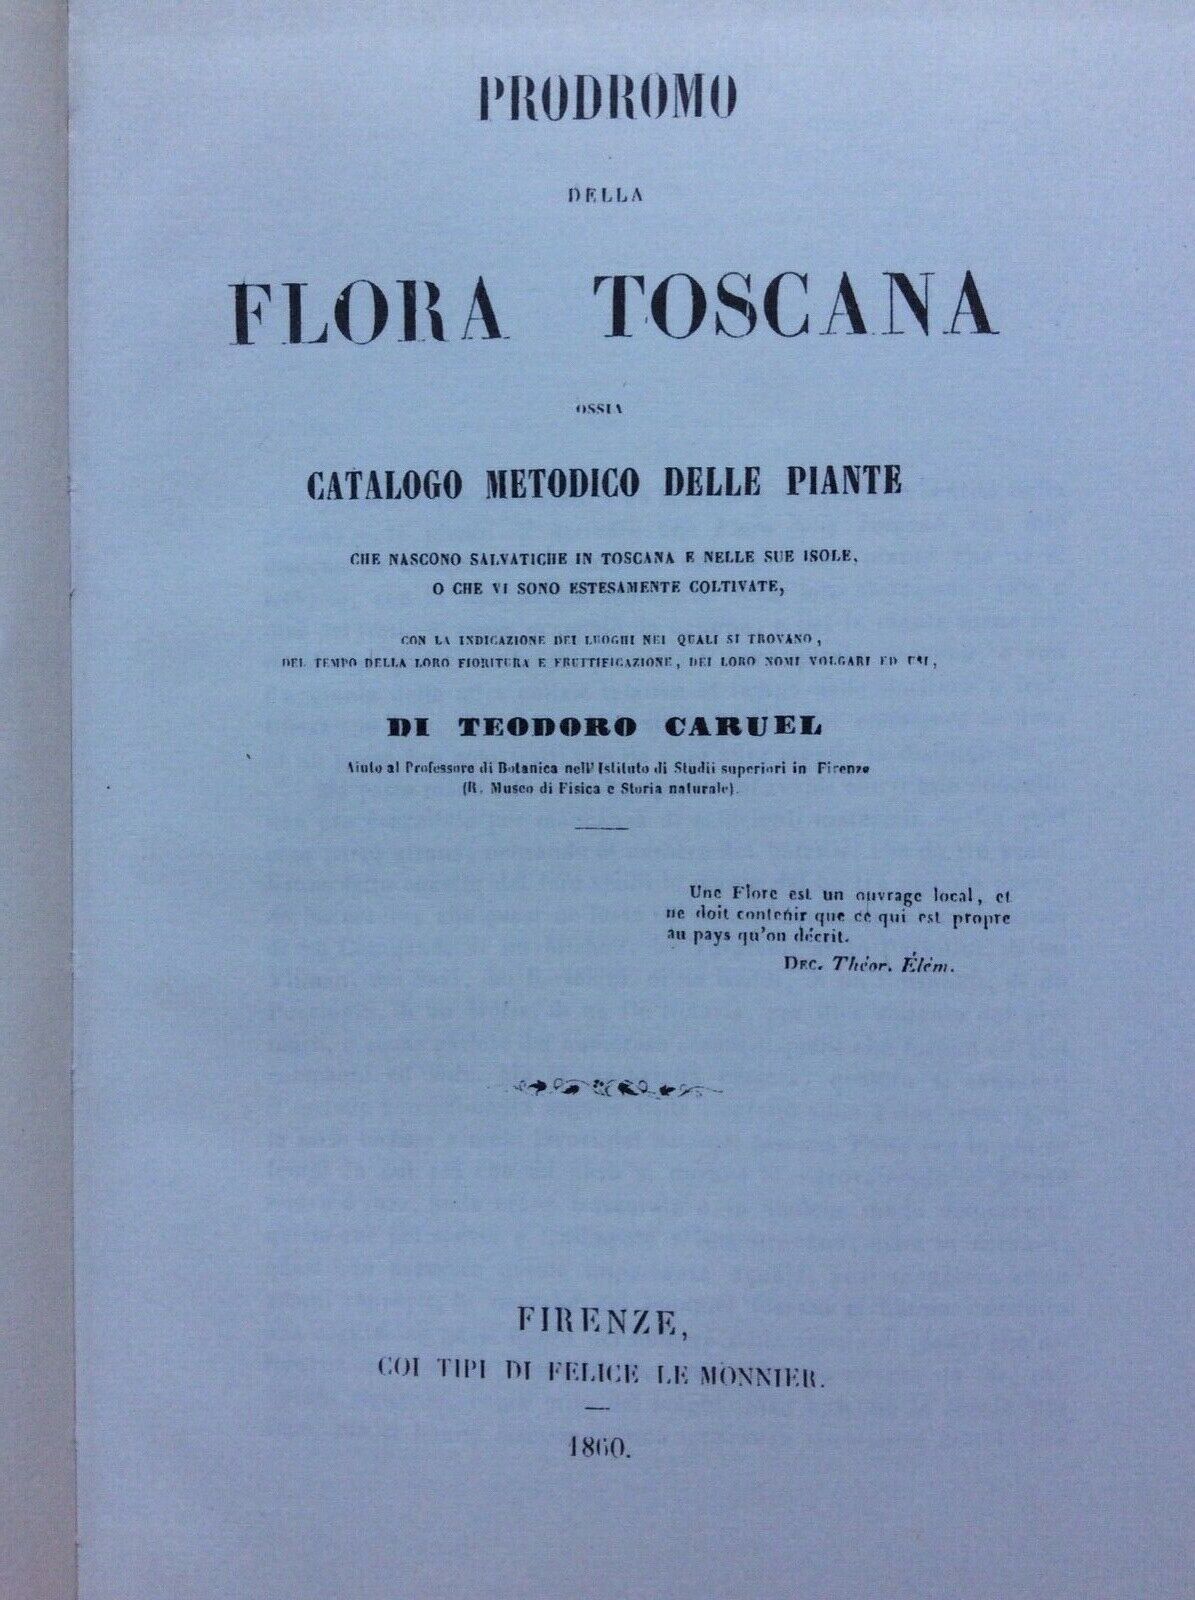 PRODROMO
DELLA
FLORA TOSCANA
OSSIA
CATALOGO METODICO DELLE PIANTE
CHE NASCONO SALVATICHE IN TOSCANA E NELLE SUE ISOLE,
O CHE VI SONO ESTESAMENTE COLTIVATE,
CON LA INDICAZIONE DEI LUOGHI NEI QUALI SI TROVANO,
DEL TEMPO DELLA LORO FIORITURA E FRUTTIFICAZIONE, DEI LORO NOMI VOLGARI ED USI,
DI TEODORO CARUEL
Aiuto al Professore di Botanica nell'Istituto di Studii superiori in Firenze
(R. Museo di Fisica e Storia naturale).
Une Flore est un ouvrage local, et
ne doit contenir que ce qui est propre
au pays qu'on décrit.
DEC. Théor. Élém.
FIRENZE,
COI TIPI DI FELICE LE MONNIER.
1860.